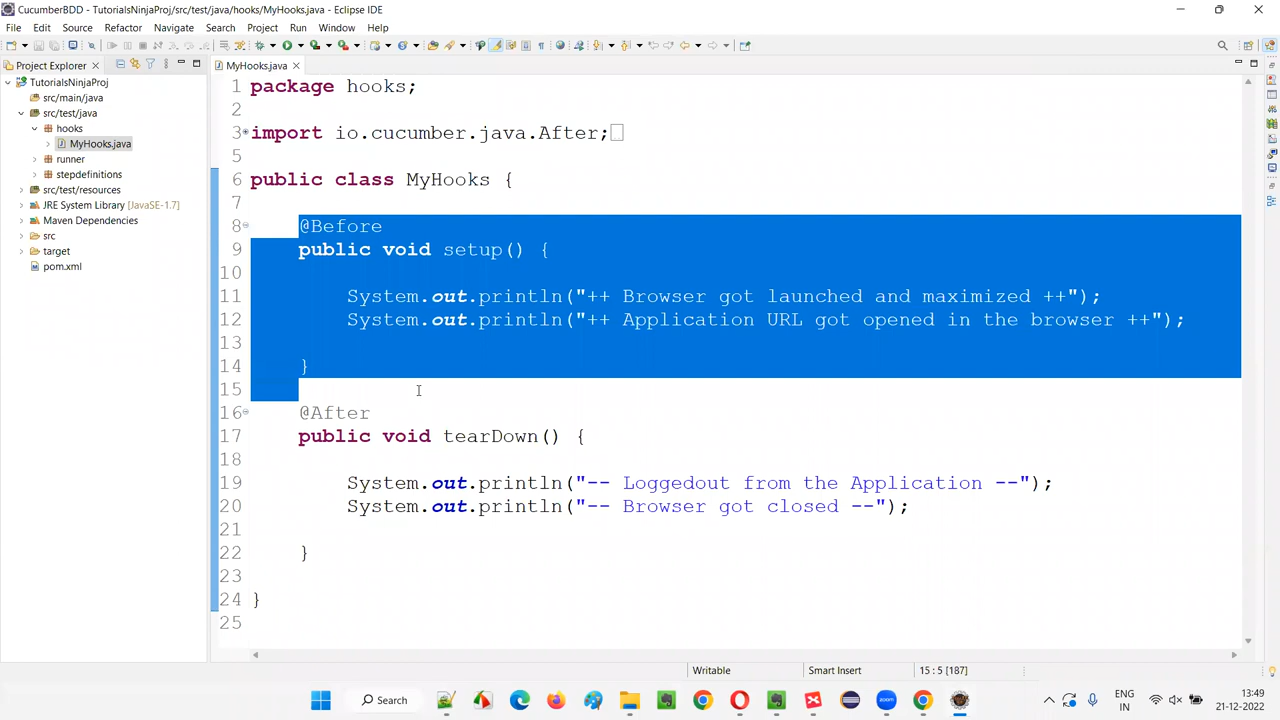 CucumberBDD - TutorialsNinjaProj/src/test/java/hooks/MyHooks.java - Eclipse IDE
File Edit Source Refactor Navigate Search Project Run Window Help
Project Explorer
MyHooks.java
TutorialsNinjaProj
src/main/java
src/test/java
hooks
MyHooks.java
runner
stepdefinitions
src/test/resources
JRE System Library [JavaSE-1.7]
Maven Dependencies
src
target
pom.xml
1 package hooks;
2
3 import io.cucumber.java.After;
5
6 public class MyHooks {
7
8 @Before
9 public void setup() {
10
11 System.out.println("++ Browser got launched and maximized ++");
12 System.out.println("++ Application URL got opened in the browser ++");
13
14 }
15
16 @After
17 public void tearDown() {
18
19 System.out.println("-- Loggedout from the Application --");
20 System.out.println("-- Browser got closed --");
21
22 }
23
24 }
25
Writable Smart Insert 15 : 5 [187]
Search
zoom
ENG
IN
13:49
21-12-2022